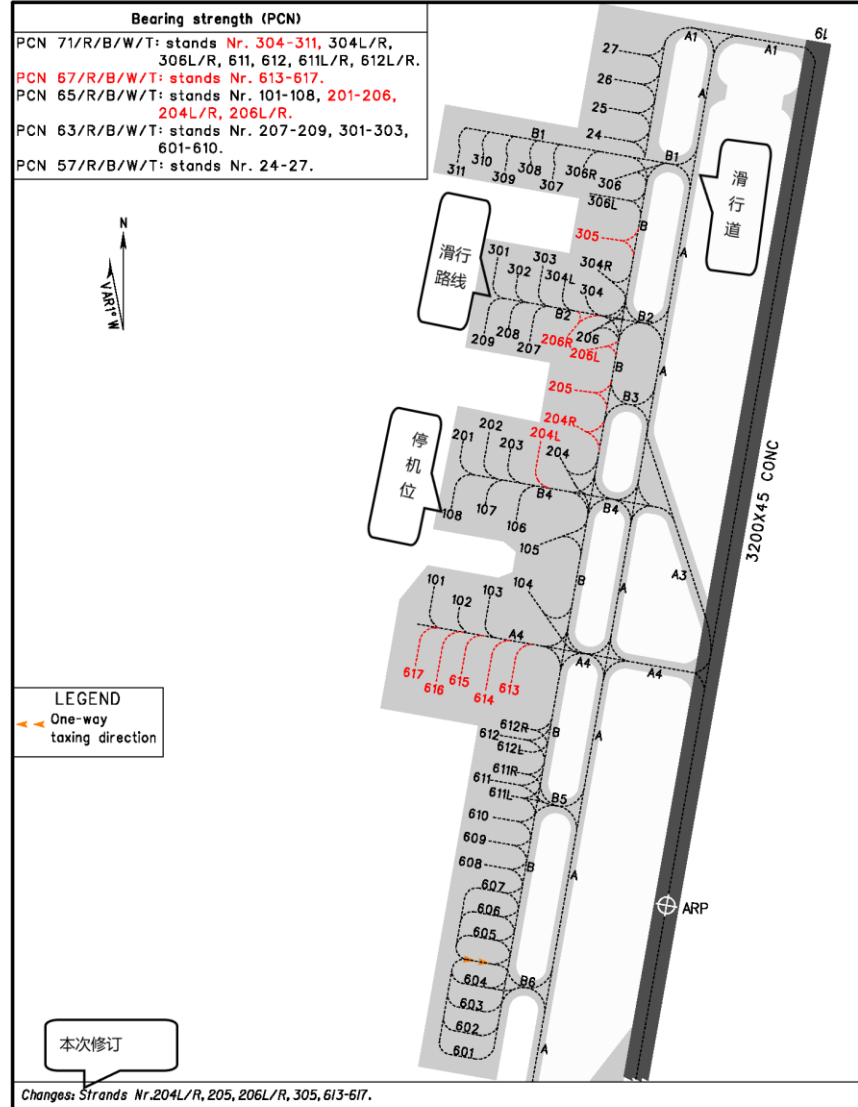 Bearing strength (PCN)
PCN 71/R/B/W/T: stands Nr. 304-311, 304L/R,
306L/R, 611, 612, 611L/R, 612L/R.
PCN 67/R/B/W/T: stands Nr. 613-617.
PCN 65/R/B/W/T: stands Nr. 101-108, 201-206,
204L/R, 206L/R.
PCN 63/R/B/W/T: stands Nr. 207-209, 301-303,
601-610.
PCN 57/R/B/W/T: stands Nr. 24-27.
A1
A1
19
27
26
25
24
A
B1
B1
311
310
309
308
307
306R
306
306L
滑行道
N
VAR1°W
滑行
路线
B
305
A
301
302
303
304L
304R
304
B2
B2
209
208
207
206R
206
206L
B
A
205
B3
204R
停机位
201
202
203
204L
204
B4
B4
108
107
106
105
3200X45 CONC
B
A
A3
101
102
103
104
A4
A4
A4
617
616
615
614
613
LEGEND
One-way
taxing direction
612R
612
612L
B
A
611R
611
611L
B5
610
609
608
B
A
607
606
605
604
B6
603
602
601
A
ARP
本次修订
Changes: Strands Nr.204L/R, 205, 206L/R, 305, 613-617.